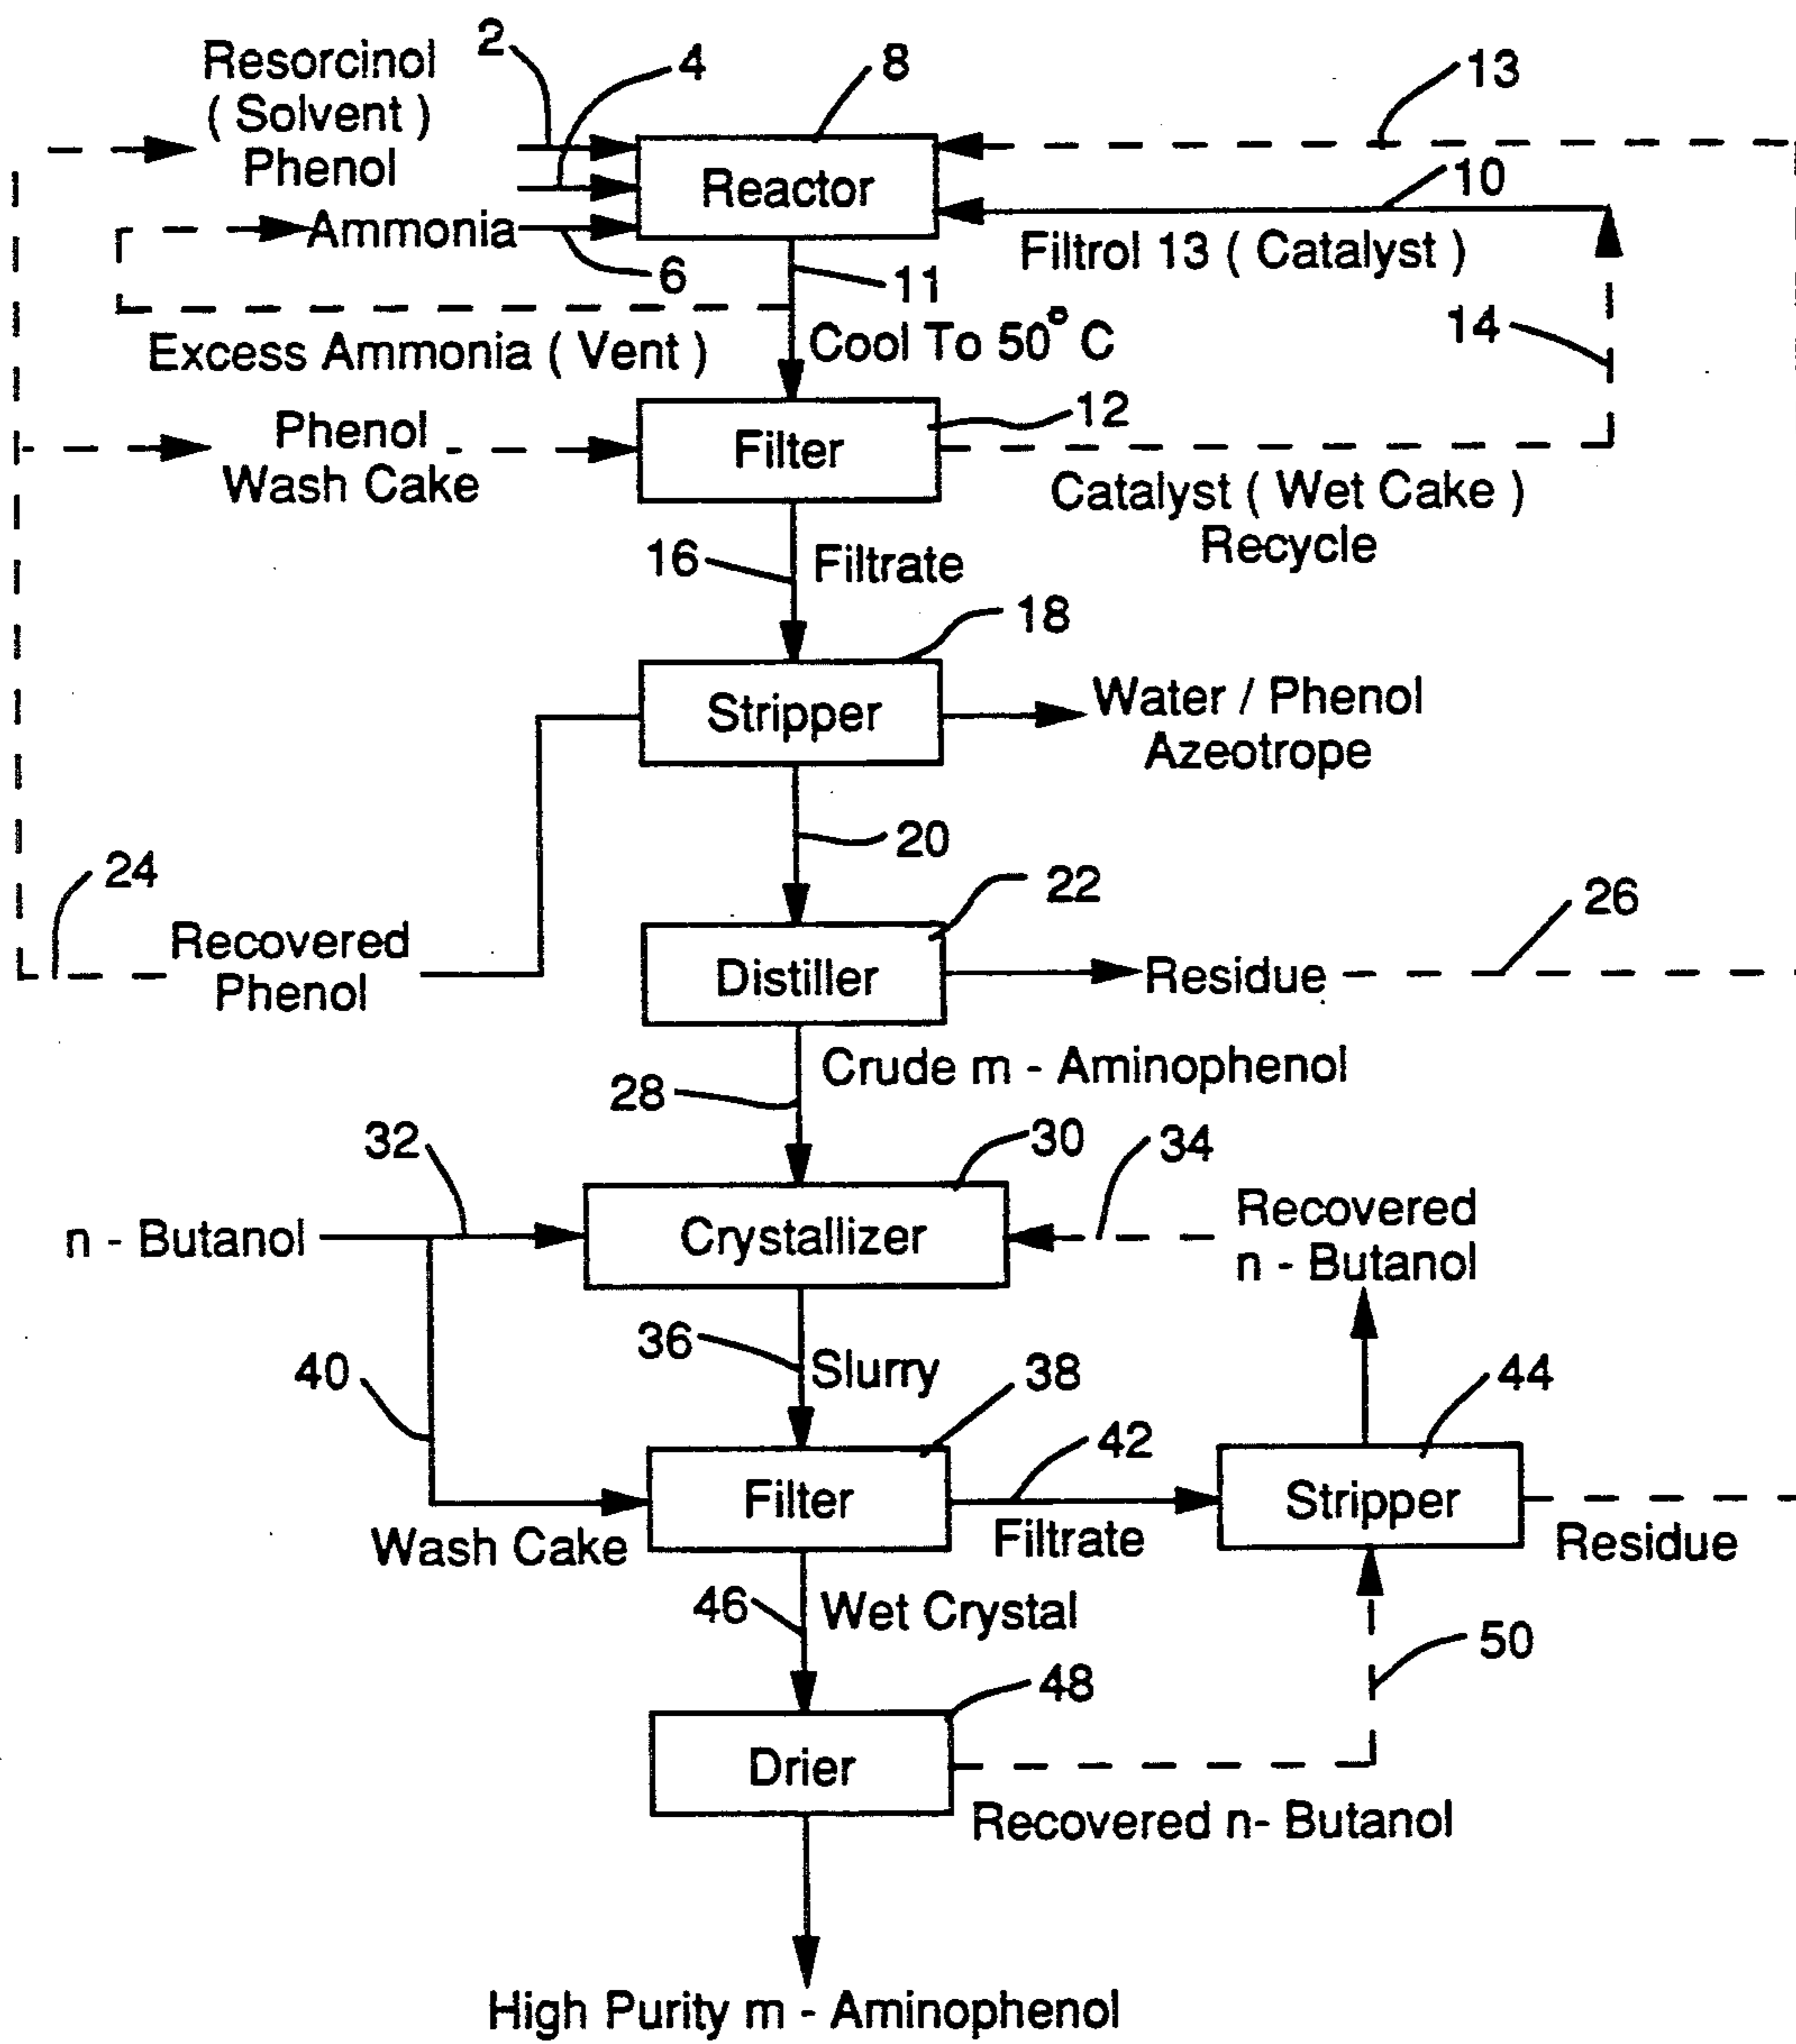 Resorcinol
( Solvent )
Phenol
Ammonia
2
4
6
8
Reactor
13
10
Filtrol 13 ( Catalyst )
11
14
Excess Ammonia ( Vent )
Cool To 50° C
Phenol
Wash Cake
Filter
12
Catalyst ( Wet Cake )
Recycle
16
Filtrate
18
Stripper
Water / Phenol
Azeotrope
20
24
22
26
Recovered
Phenol
Distiller
Residue
Crude m - Aminophenol
28
32
30
34
n - Butanol
Crystallizer
Recovered
n - Butanol
36
Slurry
40
38
42
44
Wash Cake
Filter
Filtrate
Stripper
Residue
46
Wet Crystal
50
48
Drier
Recovered n- Butanol
High Purity m - Aminophenol